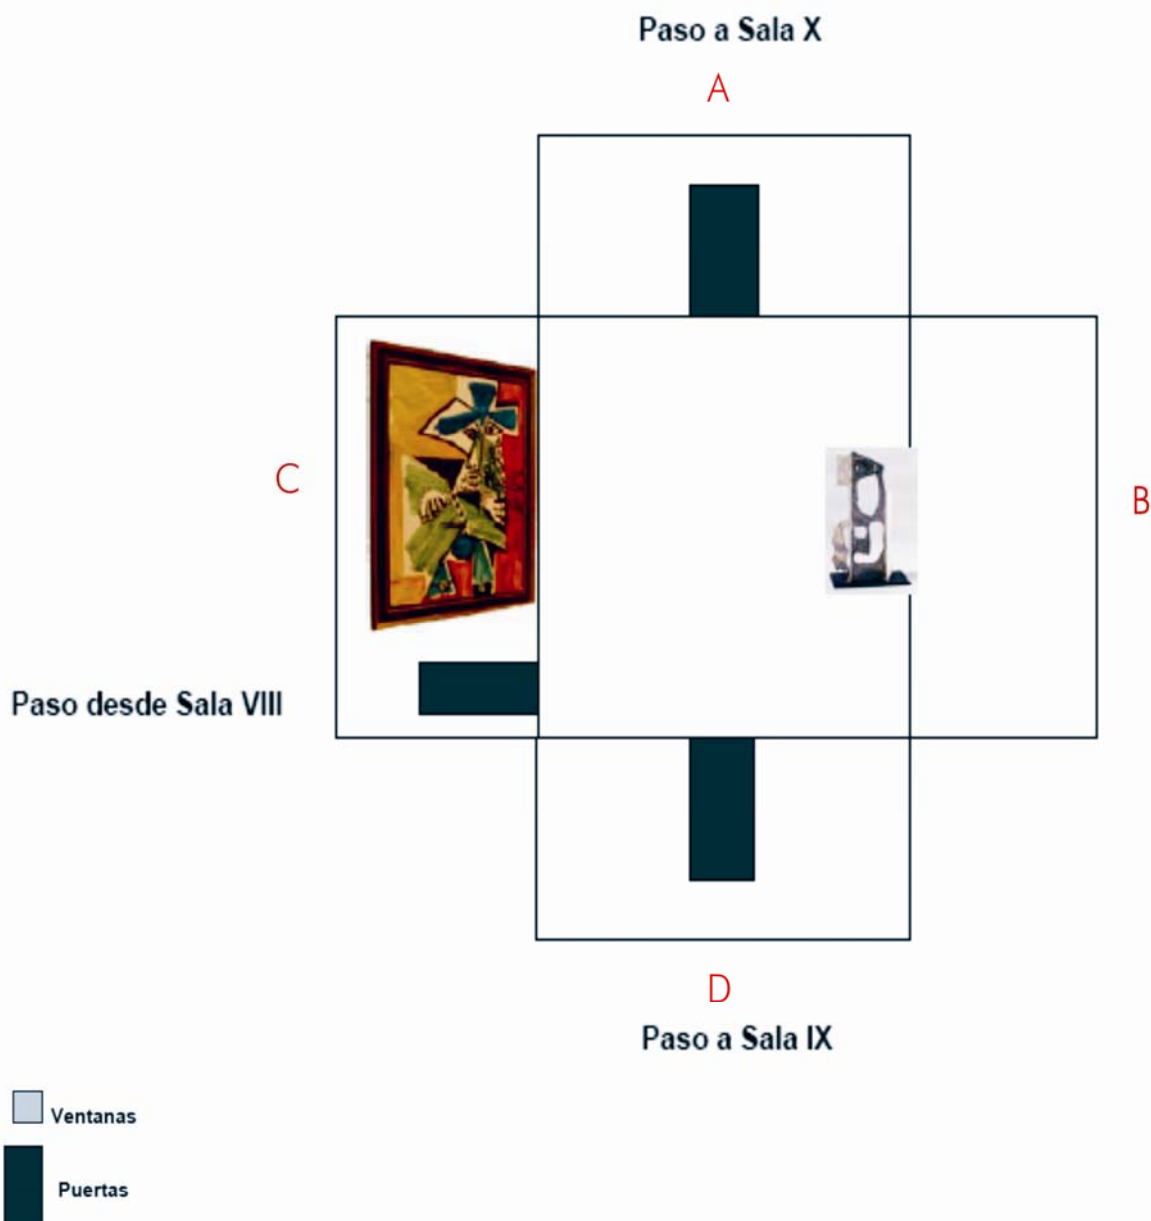 Paso a Sala X
A
C
B
Paso desde Sala VIII
D
Paso a Sala IX
Ventanas
Puertas